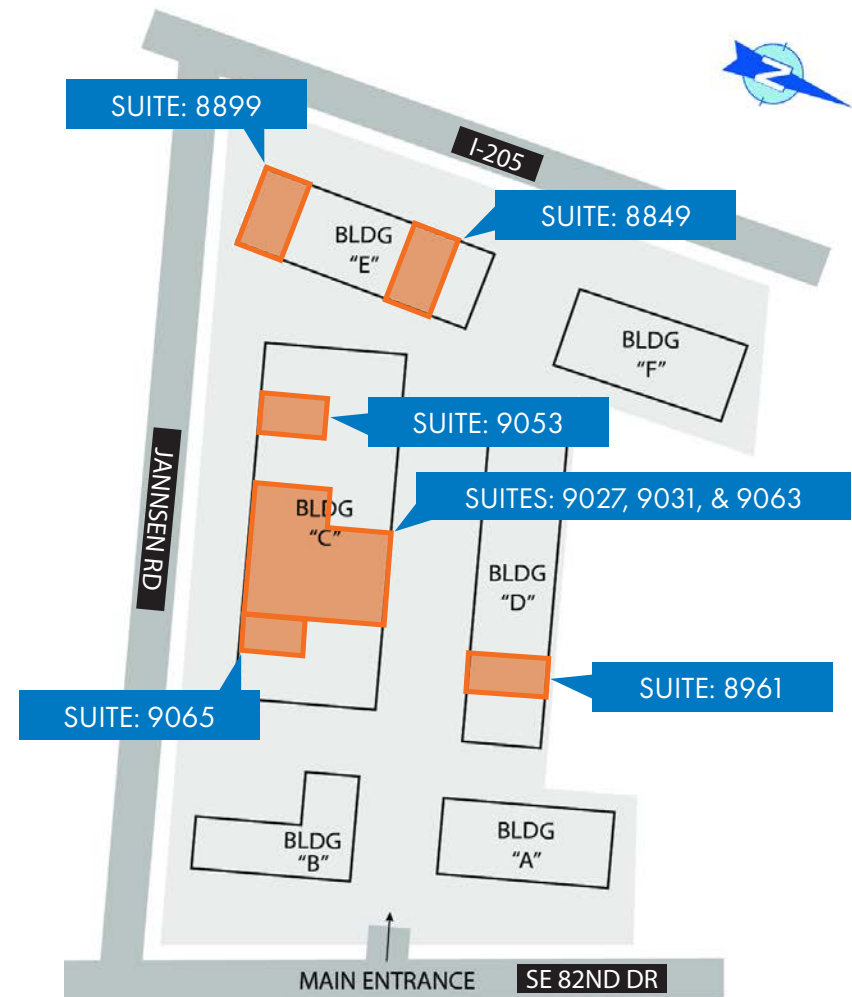 N
SUITE: 8899
I-205
SUITE: 8849
BLDG
"E"
BLDG
"F"
SUITE: 9053
JANNSEN RD
SUITES: 9027, 9031, & 9063
BLDG
"C"
BLDG
"D"
SUITE: 8961
SUITE: 9065
BLDG
"B"
BLDG
"A"
MAIN ENTRANCE
SE 82ND DR